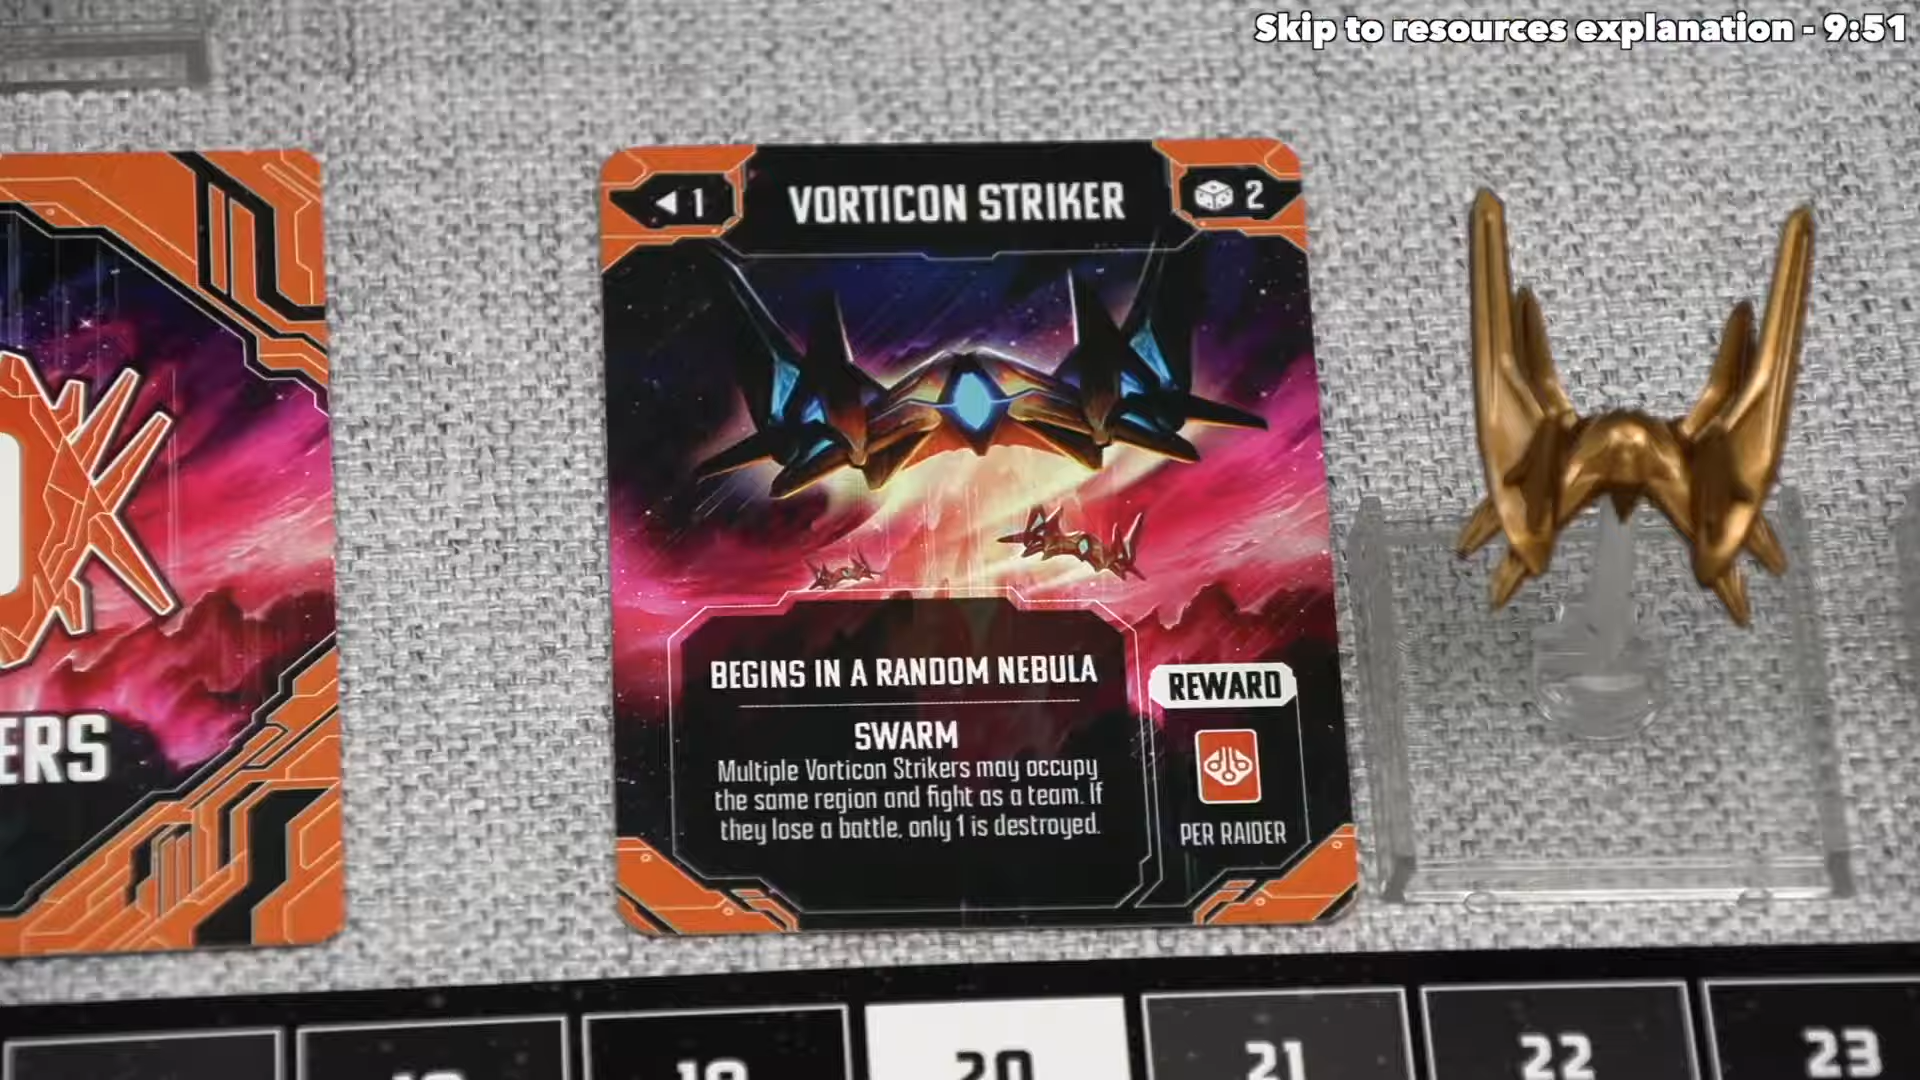 Skip to resources explanation - 9:51
1
VORTICON STRIKER
2
BEGINS IN A RANDOM NEBULA
SWARM
Multiple Vorticon Strikers may occupy
the same region and fight as a team. If
they lose a battle, only 1 is destroyed.
REWARD
PER RAIDER
ERS
19
20
21
22
23